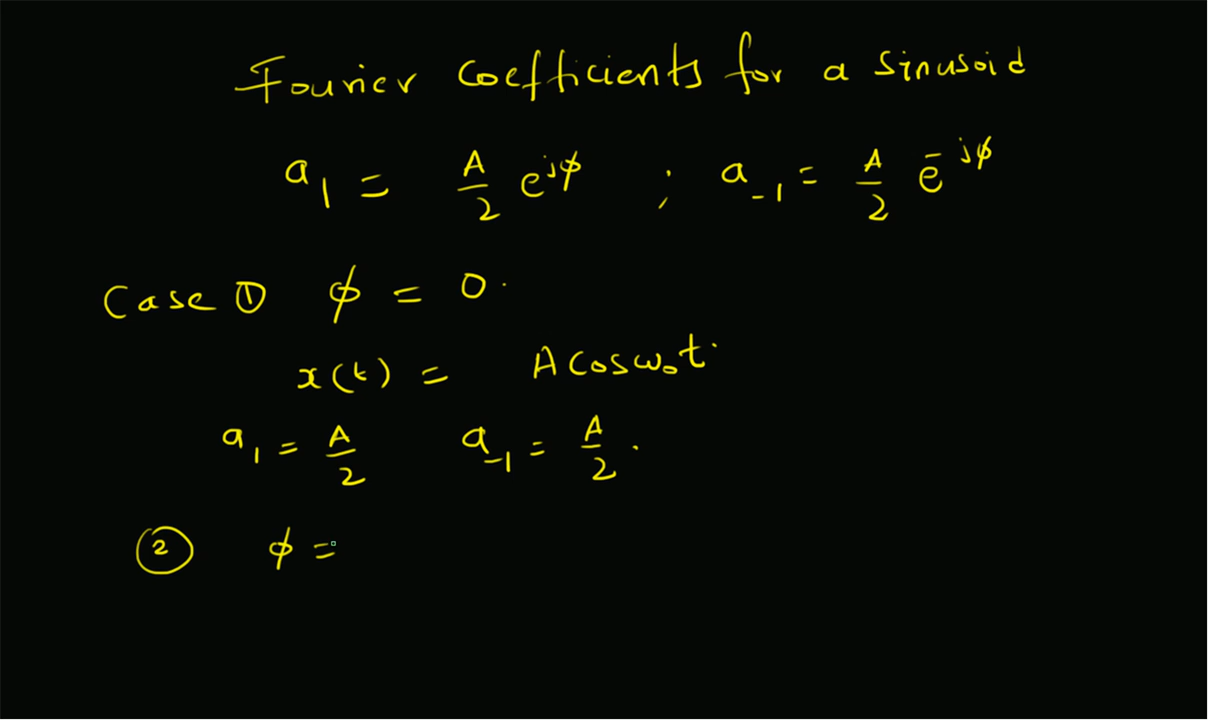 Fourier coefficients for a sinusoid
a₁ = A/2 e^jϕ ; a₋₁ = A/2 e^-jϕ
Case ① ϕ = 0.
x(t) = A cosω₀t.
a₁ = A/2 a₋₁ = A/2.
② ϕ =